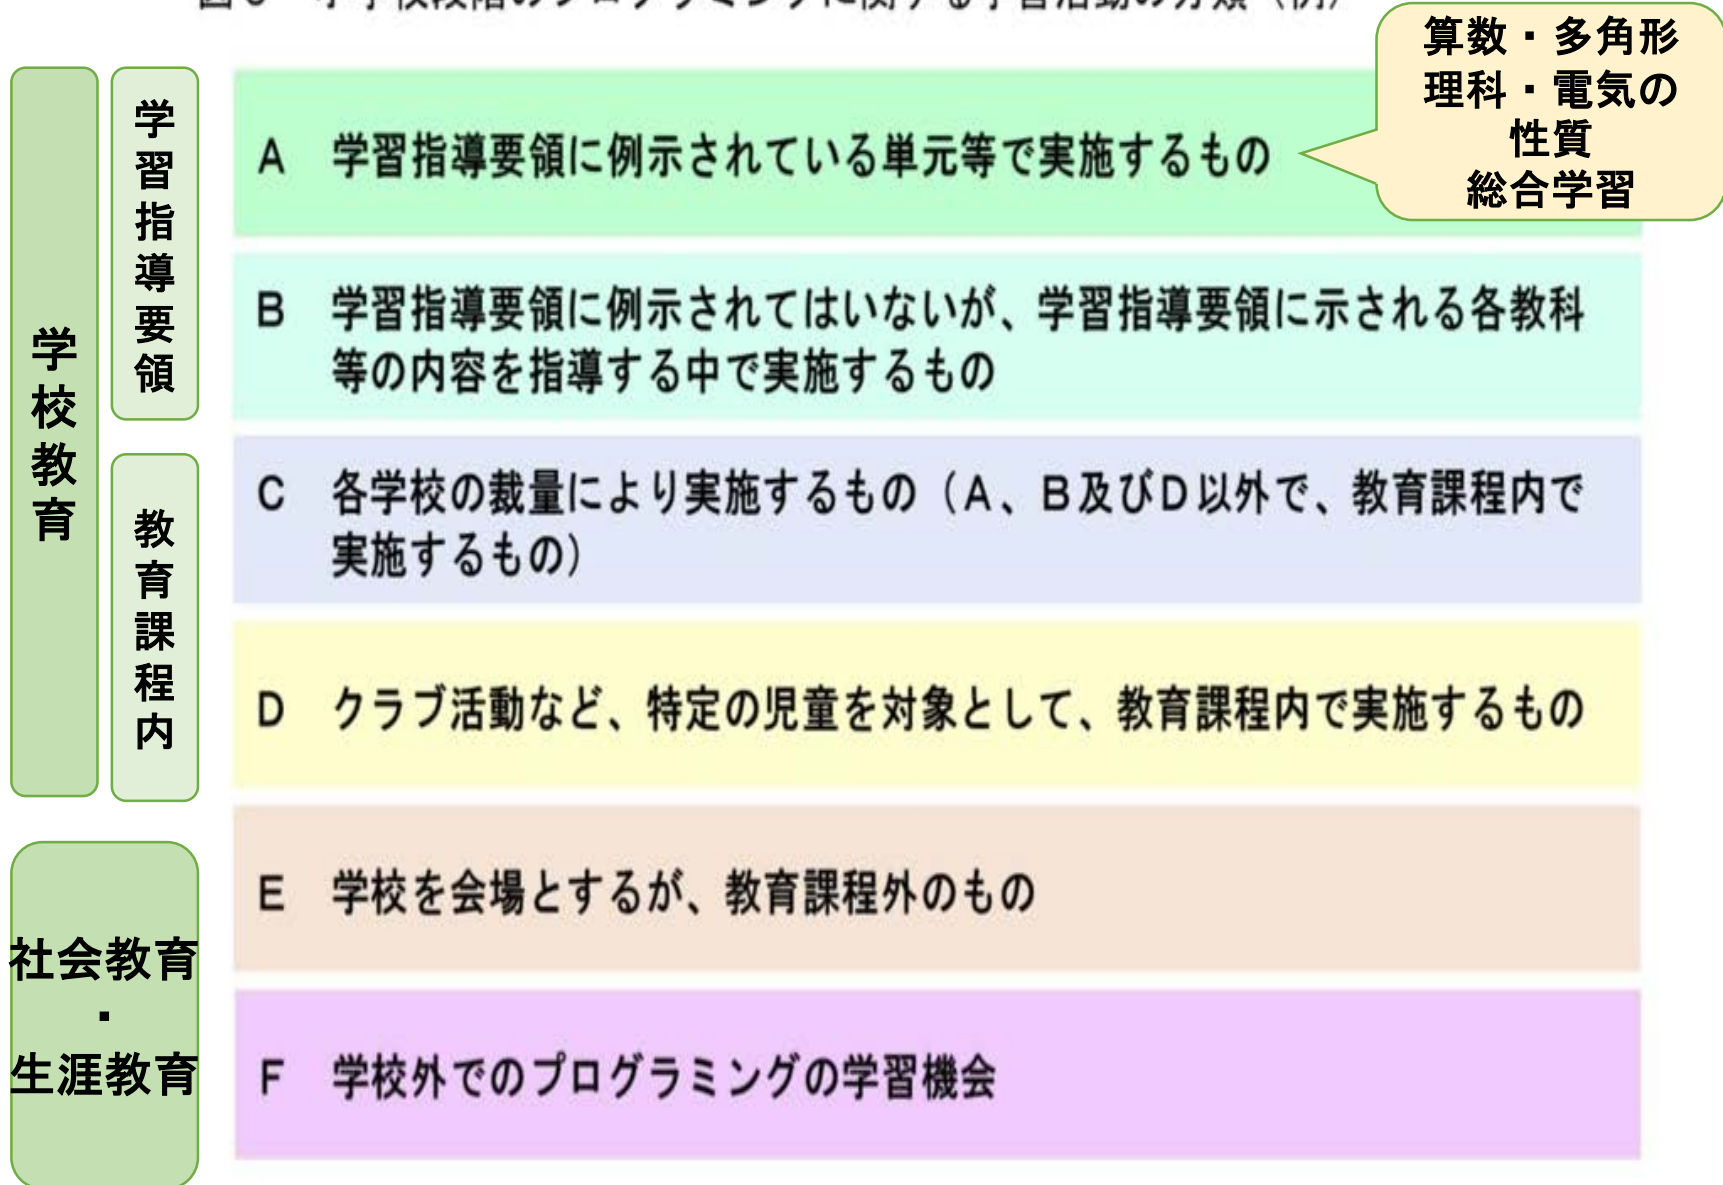 算数・多角形
理科・電気の
性質
総合学習
学校教育
学習指導要領
教育課程内
A 学習指導要領に例示されている単元等で実施するもの
B 学習指導要領に例示されてはいないが、学習指導要領に示される各教科
等の内容を指導する中で実施するもの
C 各学校の裁量により実施するもの（A、B及びD以外で、教育課程内で
実施するもの）
D クラブ活動など、特定の児童を対象として、教育課程内で実施するもの
社会教育
・
生涯教育
E 学校を会場とするが、教育課程外のもの
F 学校外でのプログラミングの学習機会